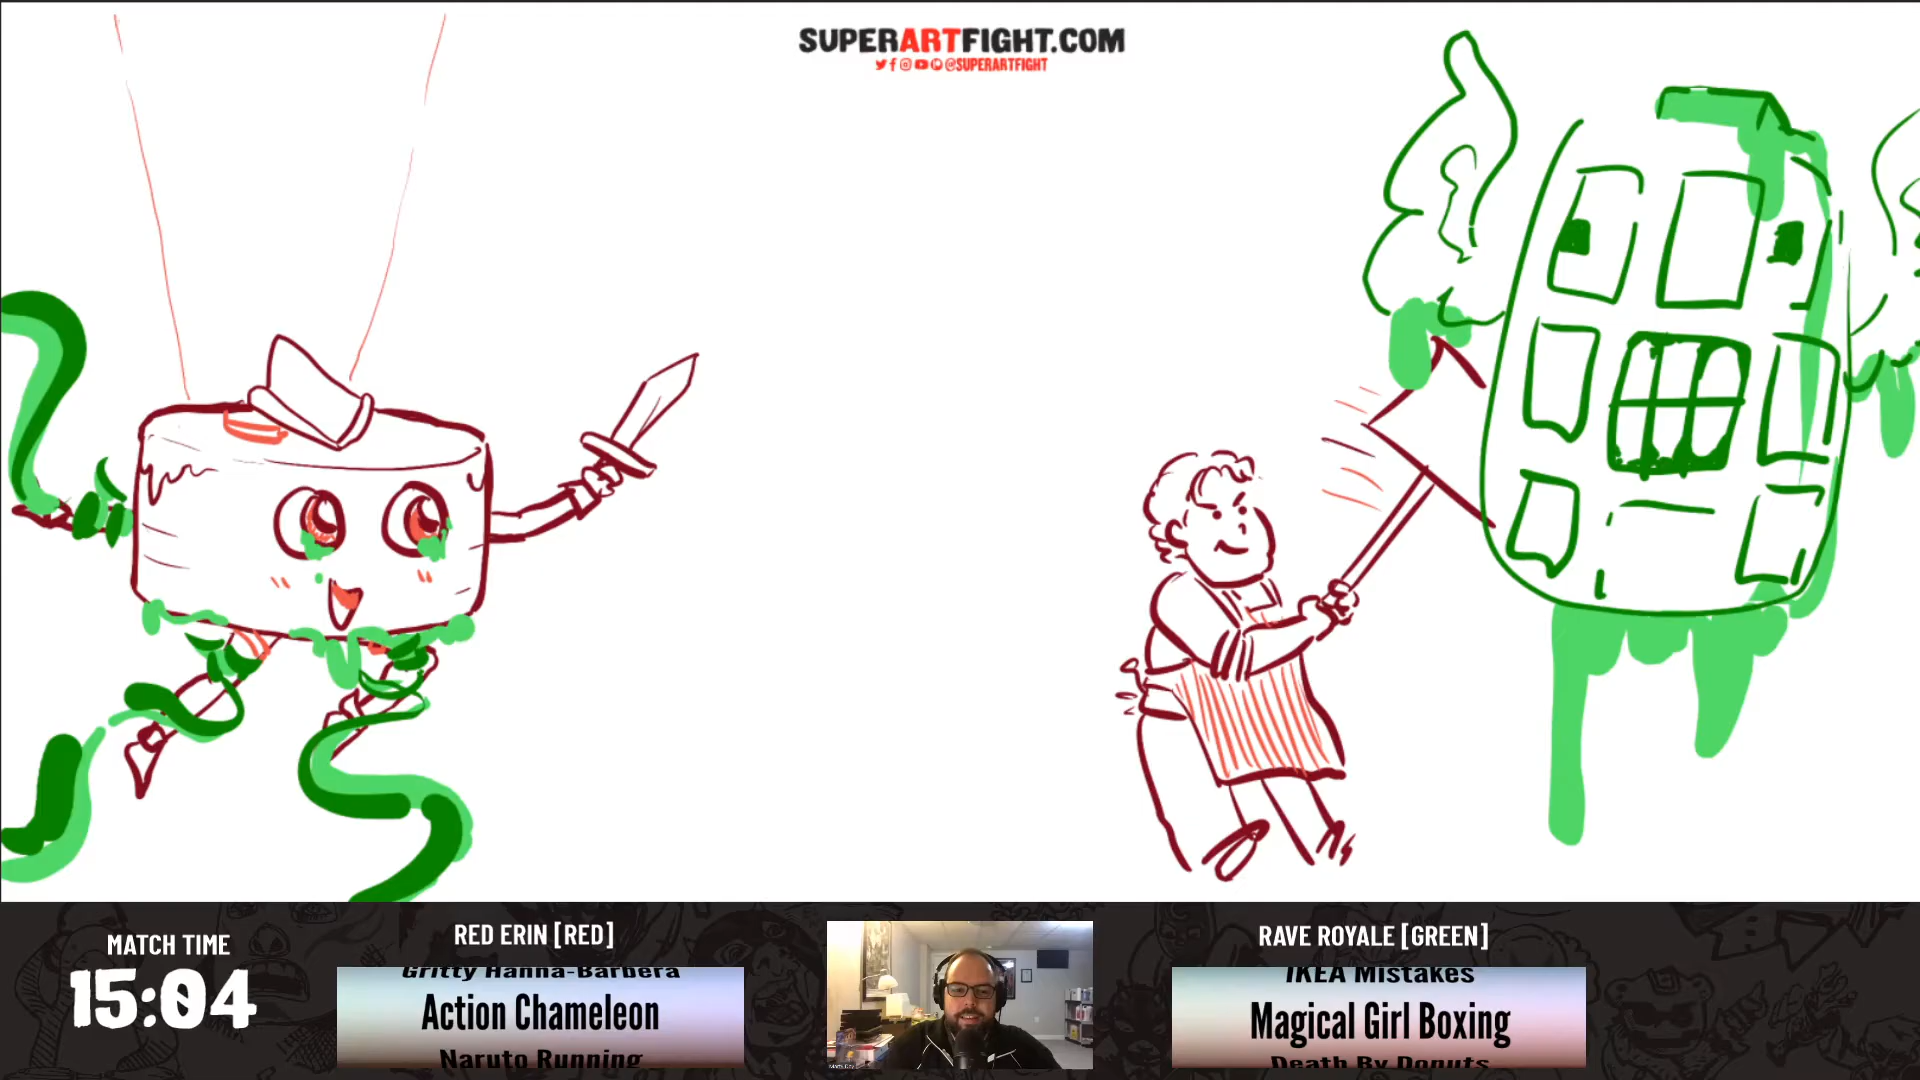 SUPERARTFIGHT.COM
@SUPERARTFIGHT
MATCH TIME
15:04
RED ERIN [RED]
Gritty Hanna-Barbera
Action Chameleon
Naruto Running
RAVE ROYALE [GREEN]
IKEA Mistakes
Magical Girl Boxing
Death By Donuts